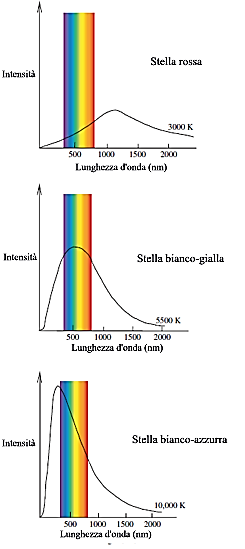 Intensità
Stella rossa
3000 K
500 1000 1500 2000
Lunghezza d'onda (nm)
Intensità
Stella bianco-gialla
5500 K
500 1000 1500 2000
Lunghezza d'onda (nm)
Intensità
Stella bianco-azzurra
10,000 K
500 1000 1500 2000
Lunghezza d'onda (nm)